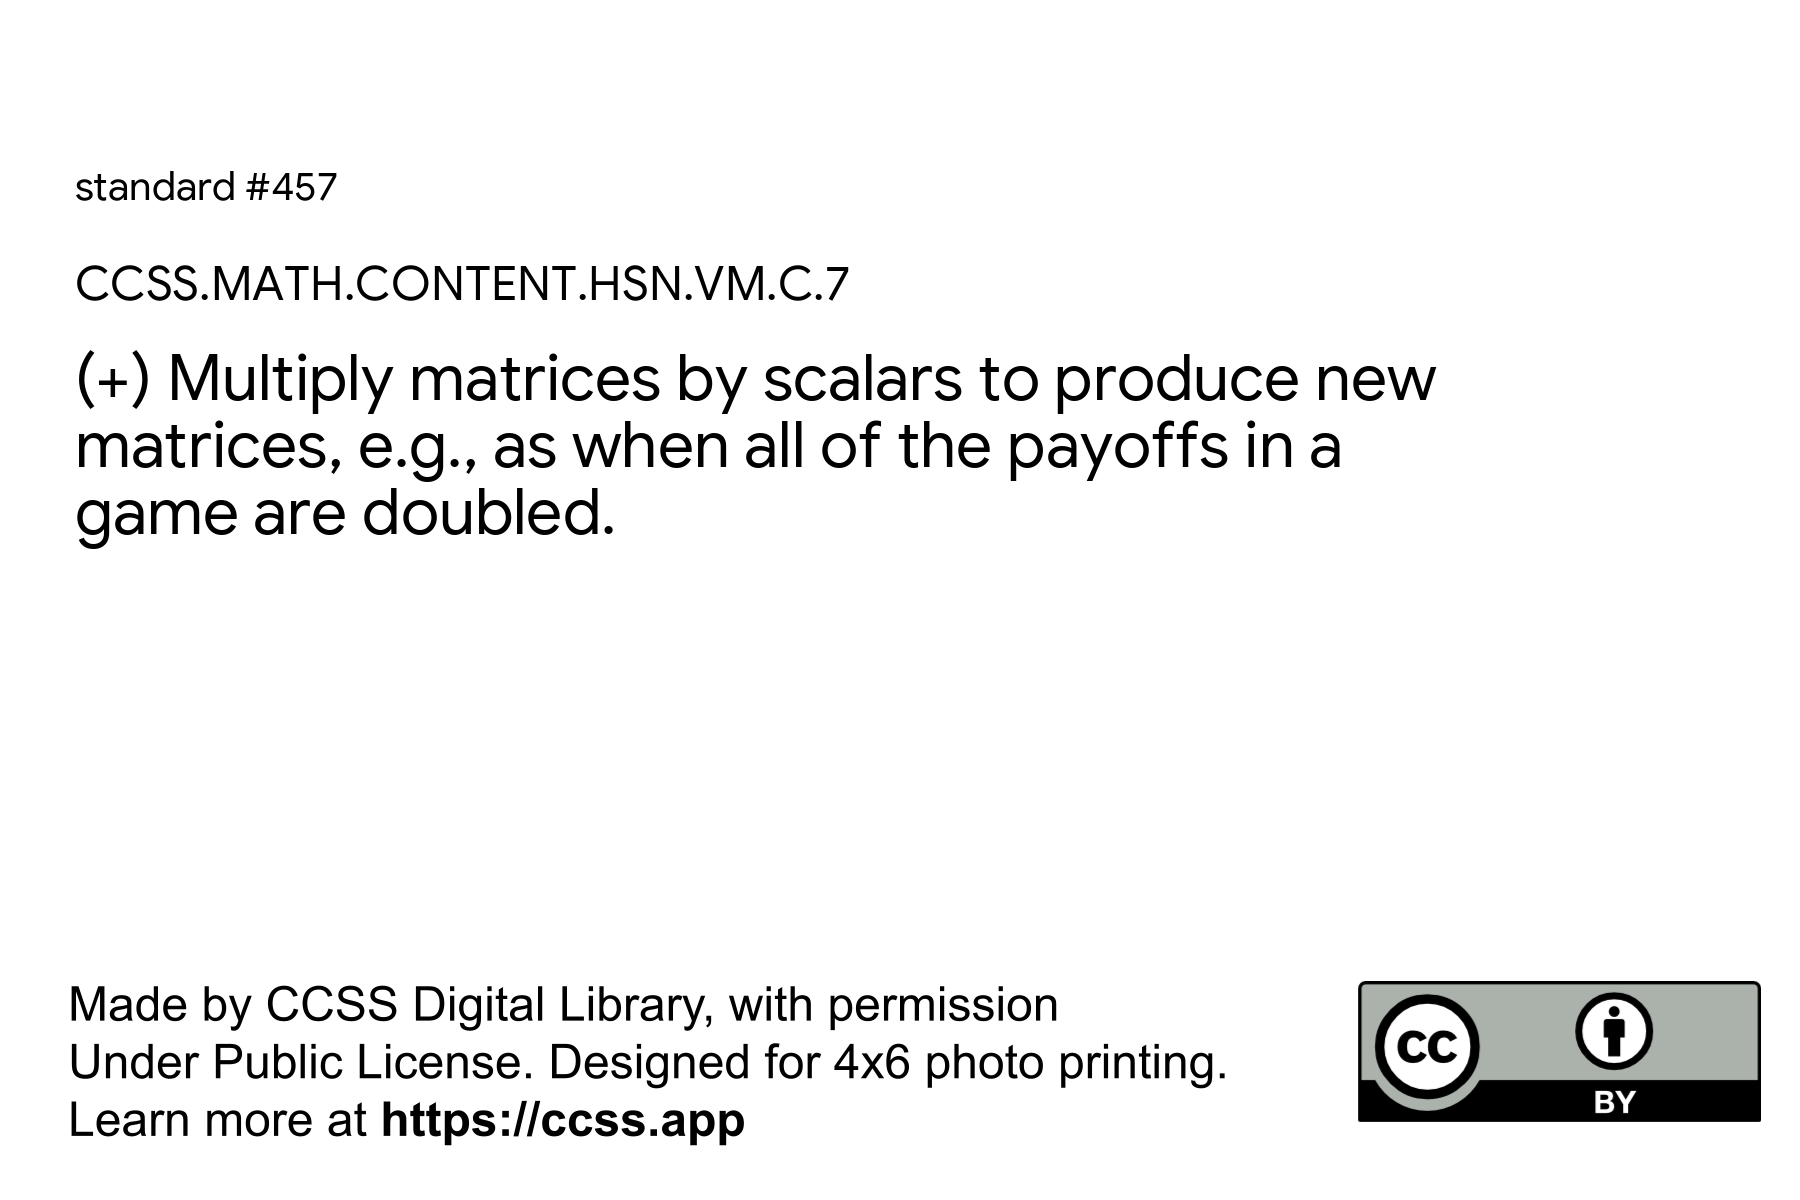 standard #457
CCSS.MATH.CONTENT.HSN.VM.C.7
(+) Multiply matrices by scalars to produce new
matrices, e.g., as when all of the payoffs in a
game are doubled.
Made by CCSS Digital Library, with permission
Under Public License. Designed for 4x6 photo printing.
Learn more at https://ccss.app
CC
BY